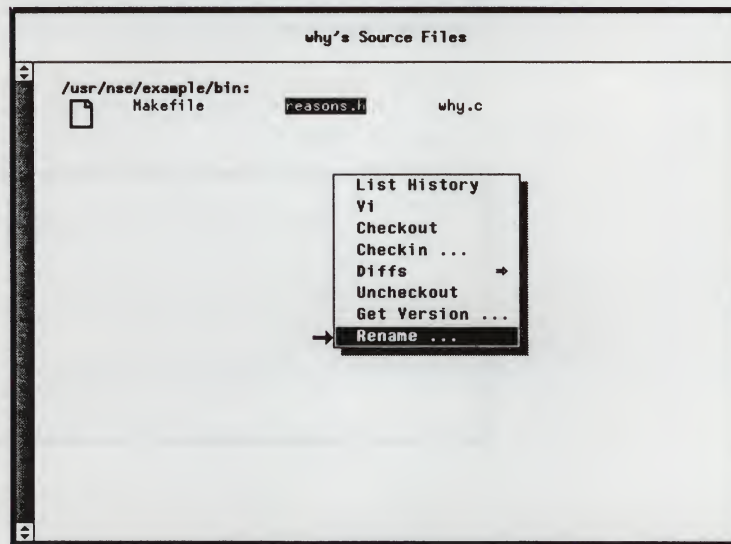 why's Source Files
/usr/nse/example/bin:
Makefile reasons.h why.c
List History
Vi
Checkout
Checkin ...
Diffs
Uncheckout
Get Version ...
Rename ...